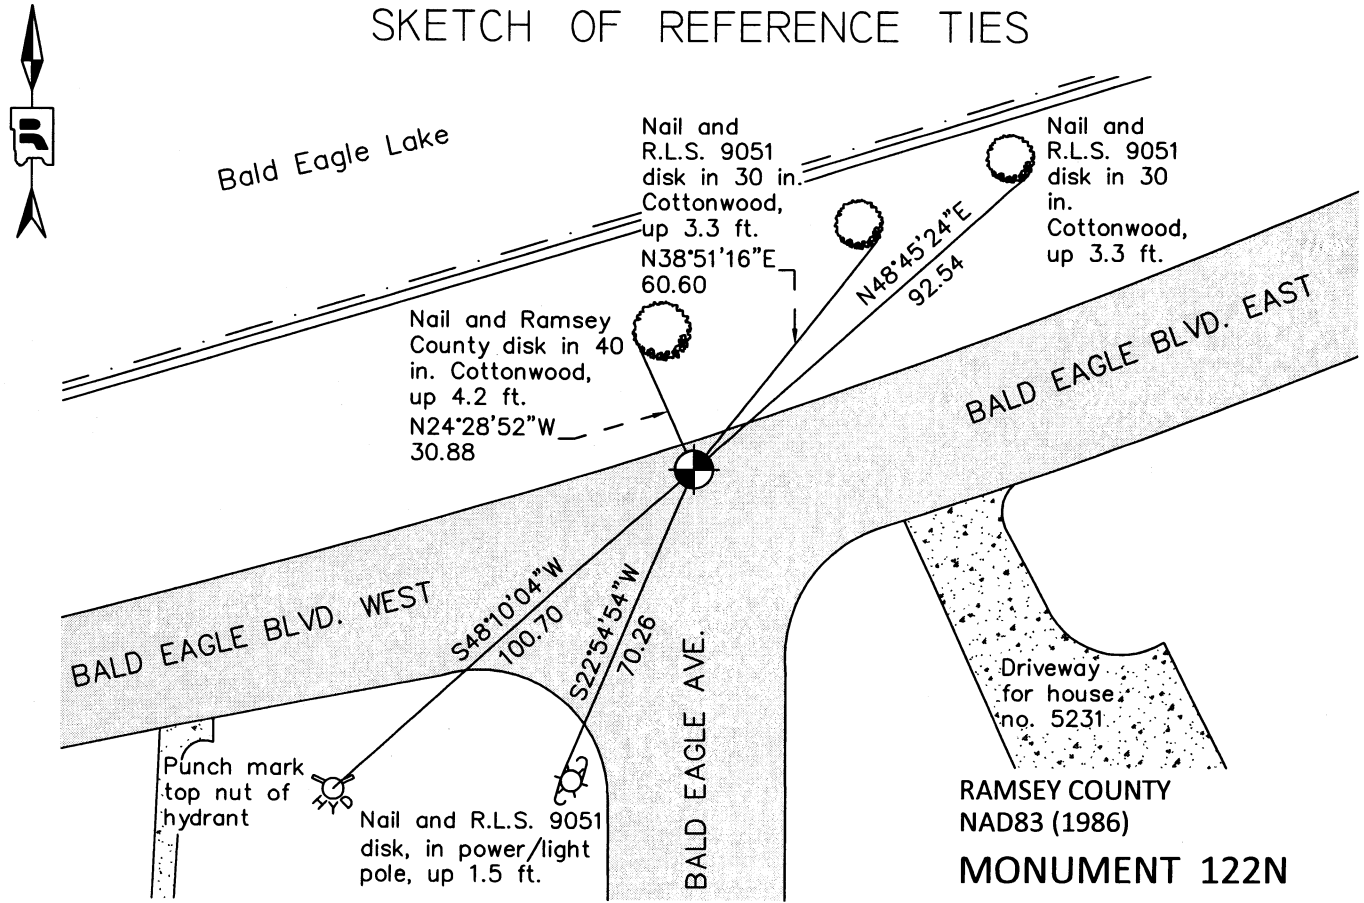 SKETCH OF REFERENCE TIES
Bald Eagle Lake
Nail and
R.L.S. 9051
disk in 30 in.
Cottonwood,
up 3.3 ft.
N38°51'16"E
60.60
Nail and
R.L.S. 9051
disk in 30
in.
Cottonwood,
up 3.3 ft.
N48°45'24"E
92.54
Nail and Ramsey
County disk in 40
in. Cottonwood,
up 4.2 ft.
N24°28'52"W
30.88
BALD EAGLE BLVD. EAST
BALD EAGLE BLVD. WEST
S48°10'04"W
100.70
S22°54'54"W
70.26
BALD EAGLE AVE.
Driveway
for house
no. 5231
Punch mark
top nut of
hydrant
HYD
Nail and R.L.S. 9051
disk, in power/light
pole, up 1.5 ft.
RAMSEY COUNTY
NAD83 (1986)
MONUMENT 122N